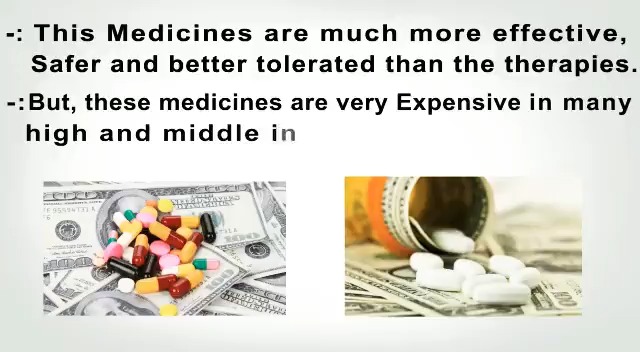 -: This Medicines are much more effective,
Safer and better tolerated than the therapies.
-:But, these medicines are very Expensive in many
high and middle in